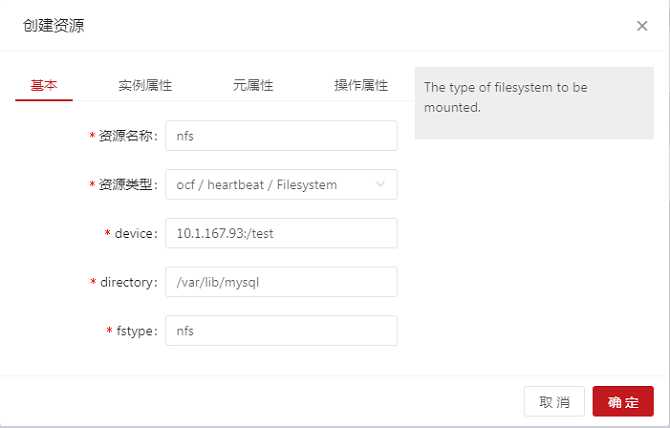 创建资源
基本 实例属性 元属性 操作属性
The type of filesystem to be
mounted.
* 资源名称: nfs
* 资源类型: ocf / heartbeat / Filesystem
* device: 10.1.167.93:/test
* directory: /var/lib/mysql
* fstype: nfs
取 消 确 定